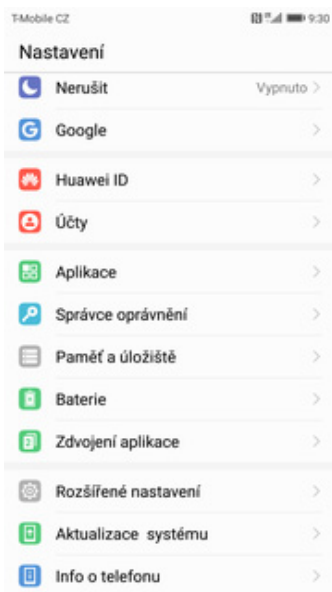 T-Mobile CZ 9:30
Nastavení
Nerušit Vypnuto
Google
Huawei ID
Účty
Aplikace
Správce oprávnění
Paměť a úložiště
Baterie
Zdvojení aplikace
Rozšířené nastavení
Aktualizace systému
Info o telefonu